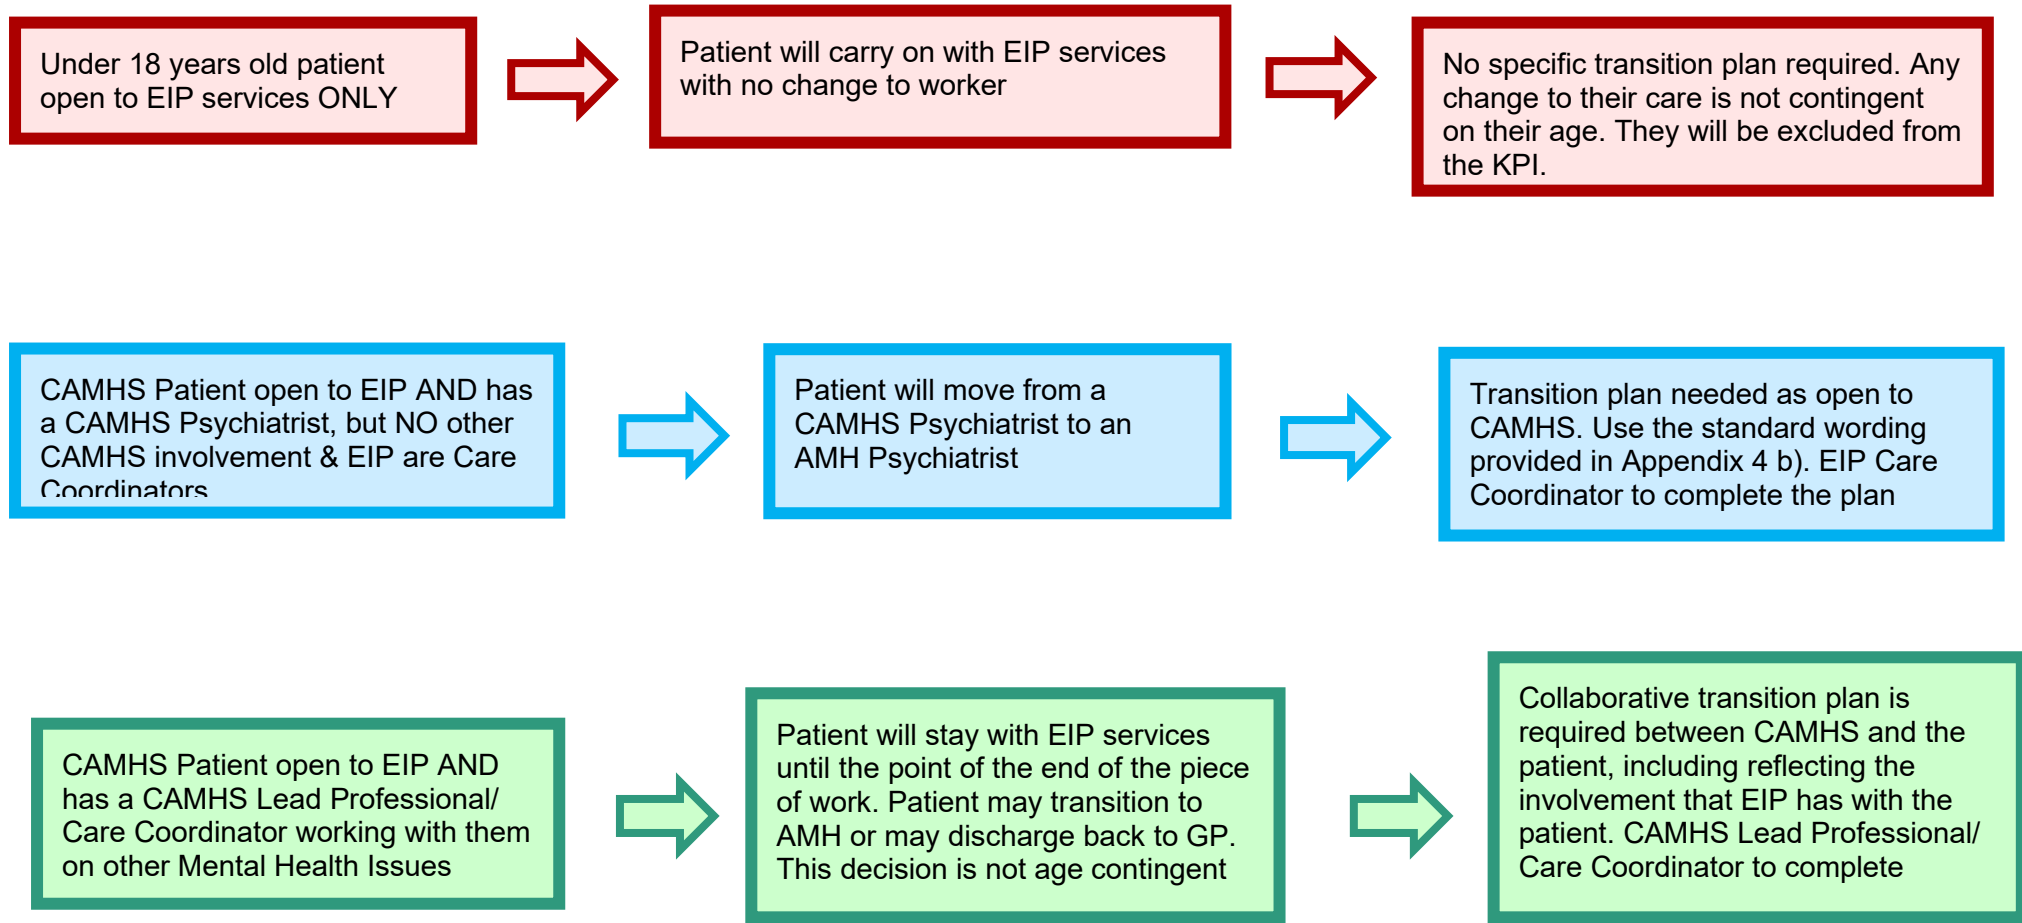 Under 18 years old patient
open to EIP services ONLY
Patient will carry on with EIP services
with no change to worker
No specific transition plan required. Any
change to their care is not contingent
on their age. They will be excluded from
the KPI.
CAMHS Patient open to EIP AND has
a CAMHS Psychiatrist, but NO other
CAMHS involvement & EIP are Care
Coordinators
Patient will move from a
CAMHS Psychiatrist to an
AMH Psychiatrist
Transition plan needed as open to
CAMHS. Use the standard wording
provided in Appendix 4 b). EIP Care
Coordinator to complete the plan
CAMHS Patient open to EIP AND
has a CAMHS Lead Professional/
Care Coordinator working with them
on other Mental Health Issues
Patient will stay with EIP services
until the point of the end of the piece
of work. Patient may transition to
AMH or may discharge back to GP.
This decision is not age contingent
Collaborative transition plan is
required between CAMHS and the
patient, including reflecting the
involvement that EIP has with the
patient. CAMHS Lead Professional/
Care Coordinator to complete